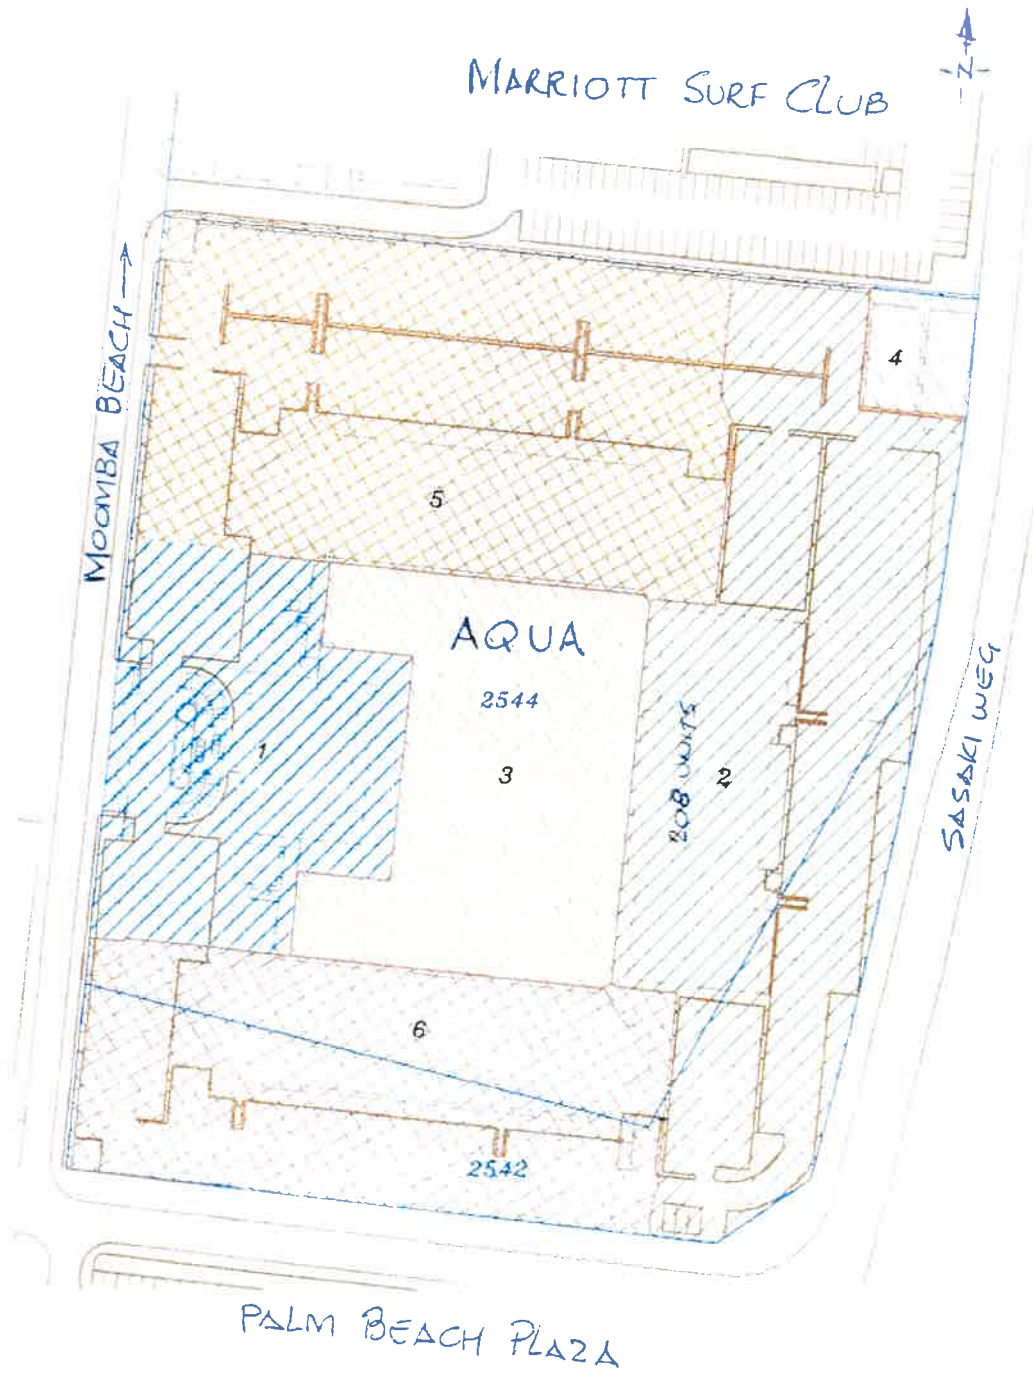 -N-
MARRIOTT SURF CLUB
MOOMBA BEACH →
4
5
AQUA
2544
3
1
208 UNITS
2
SASAKI WEG
6
2542
PALM BEACH PLAZA